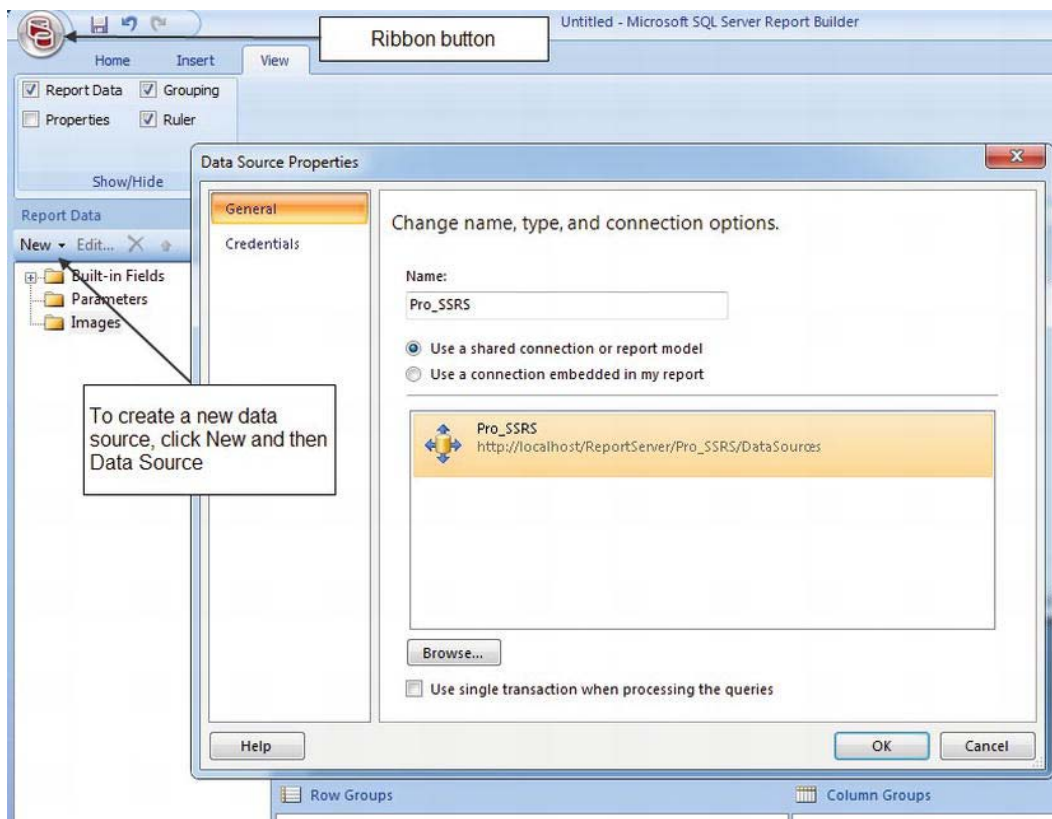 Untitled - Microsoft SQL Server Report Builder
Ribbon button
Home Insert View
Report Data Grouping
Properties Ruler
Show/Hide
Report Data
New Edit...
Built-in Fields
Parameters
Images
To create a new data
source, click New and then
Data Source
Data Source Properties
General
Credentials
Change name, type, and connection options.
Name:
Pro_SSRS
Use a shared connection or report model
Use a connection embedded in my report
Pro_SSRS
http://localhost/ReportServer/Pro_SSRS/DataSources
Browse...
Use single transaction when processing the queries
Help OK Cancel
Row Groups Column Groups